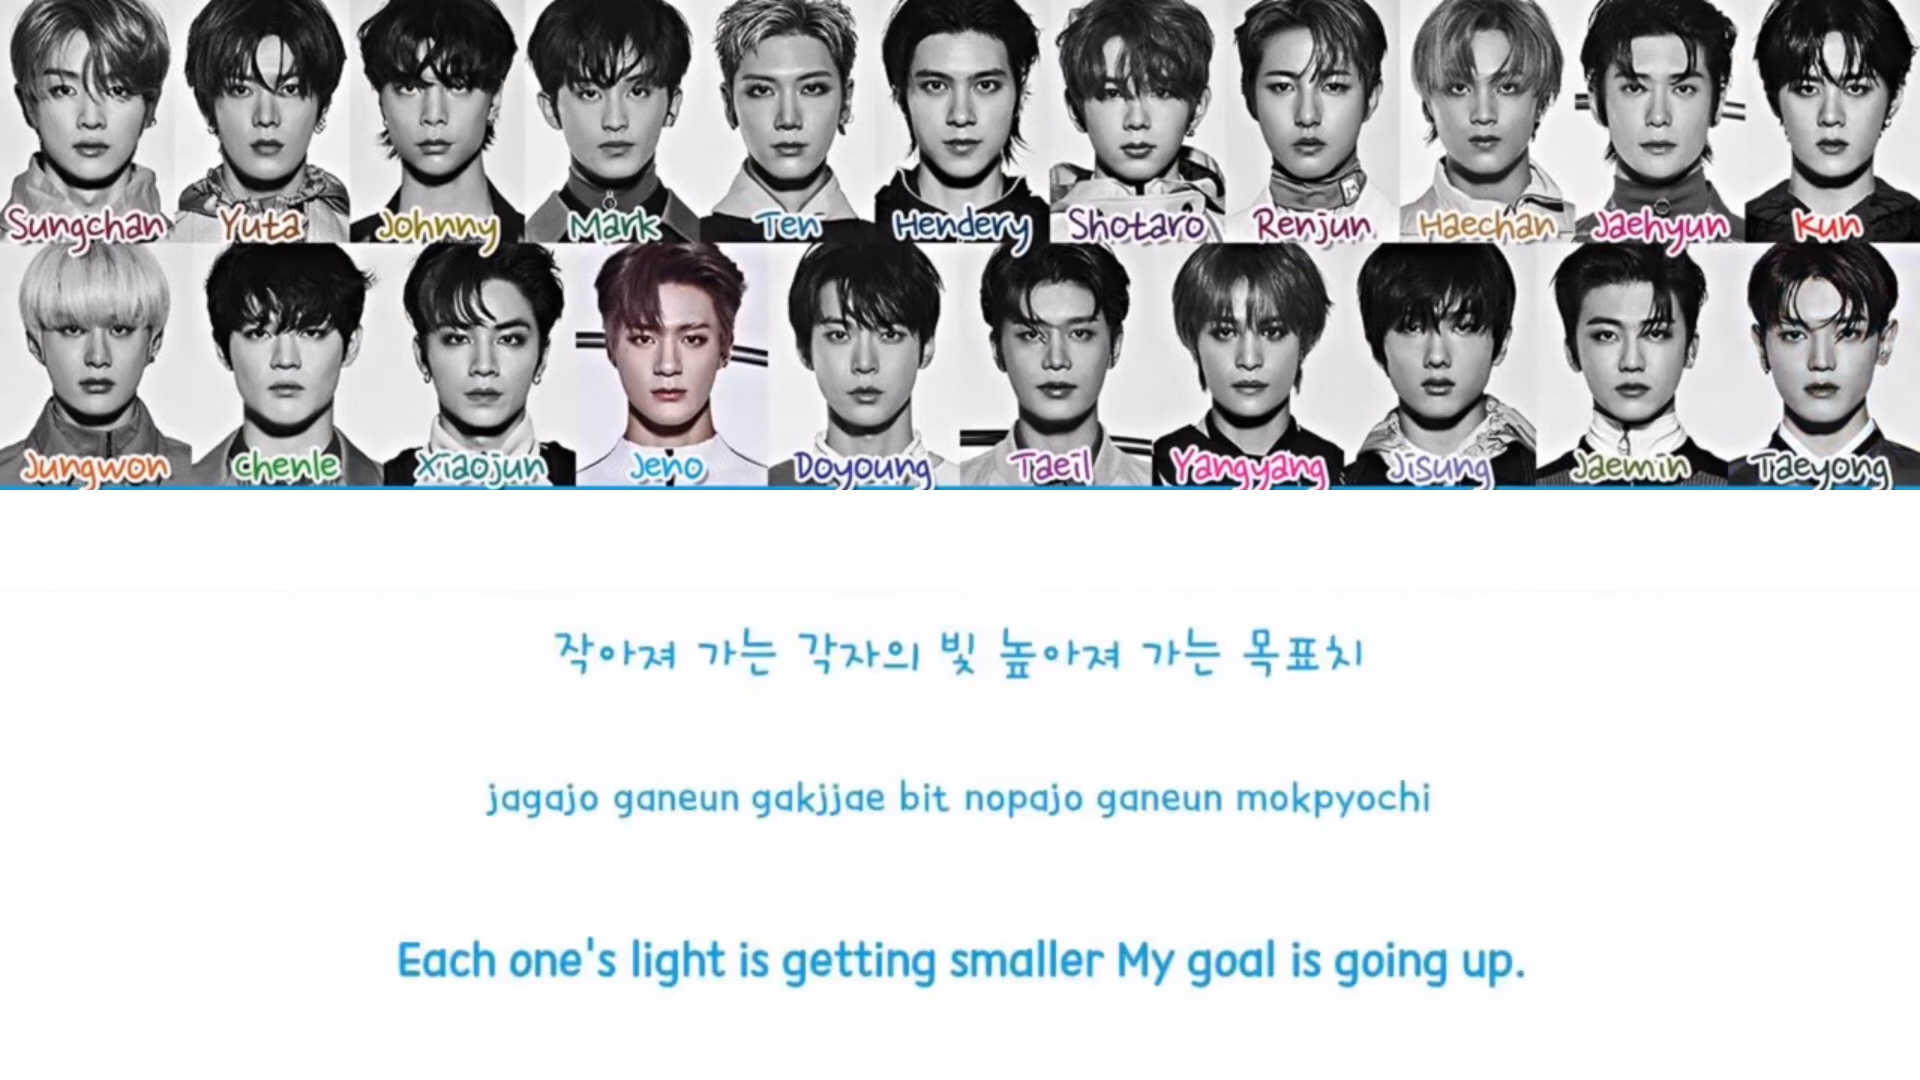 Sungchan Yuta Johnny Mark Ten Hendery Shotaro Renjun Haechan Jaehyun Kun
Jungwoo Chenle Xiaojun Jeno Doyoung Taeil Yangyang Jisung Jaemin Taeyong
작아져 가는 각자의 빛 높아져 가는 목표치
jagajo ganeun gakjjae bit nopajo ganeun mokpyochi
Each one's light is getting smaller My goal is going up.